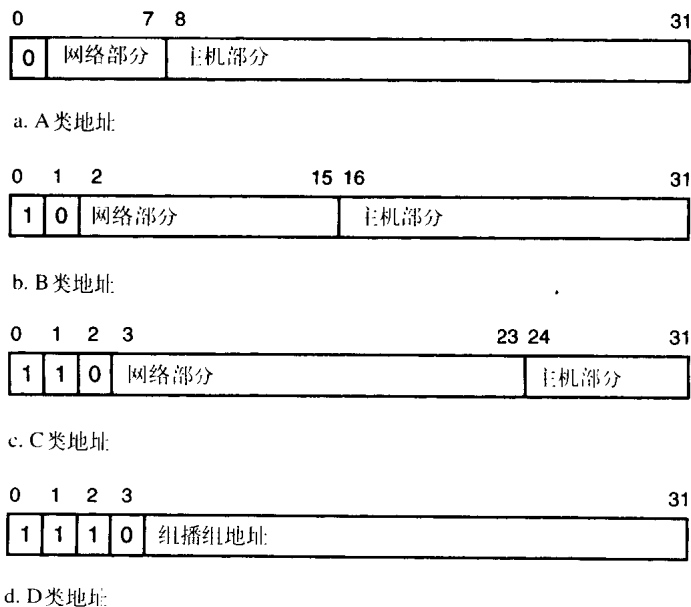 0 7 8 31
0 网络部分 主机部分
a. A类地址
0 1 2 15 16 31
1 0 网络部分 主机部分
b. B类地址
0 1 2 3 23 24 31
1 1 0 网络部分 主机部分
c. C类地址
0 1 2 3 31
1 1 1 0 组播组地址
d. D类地址